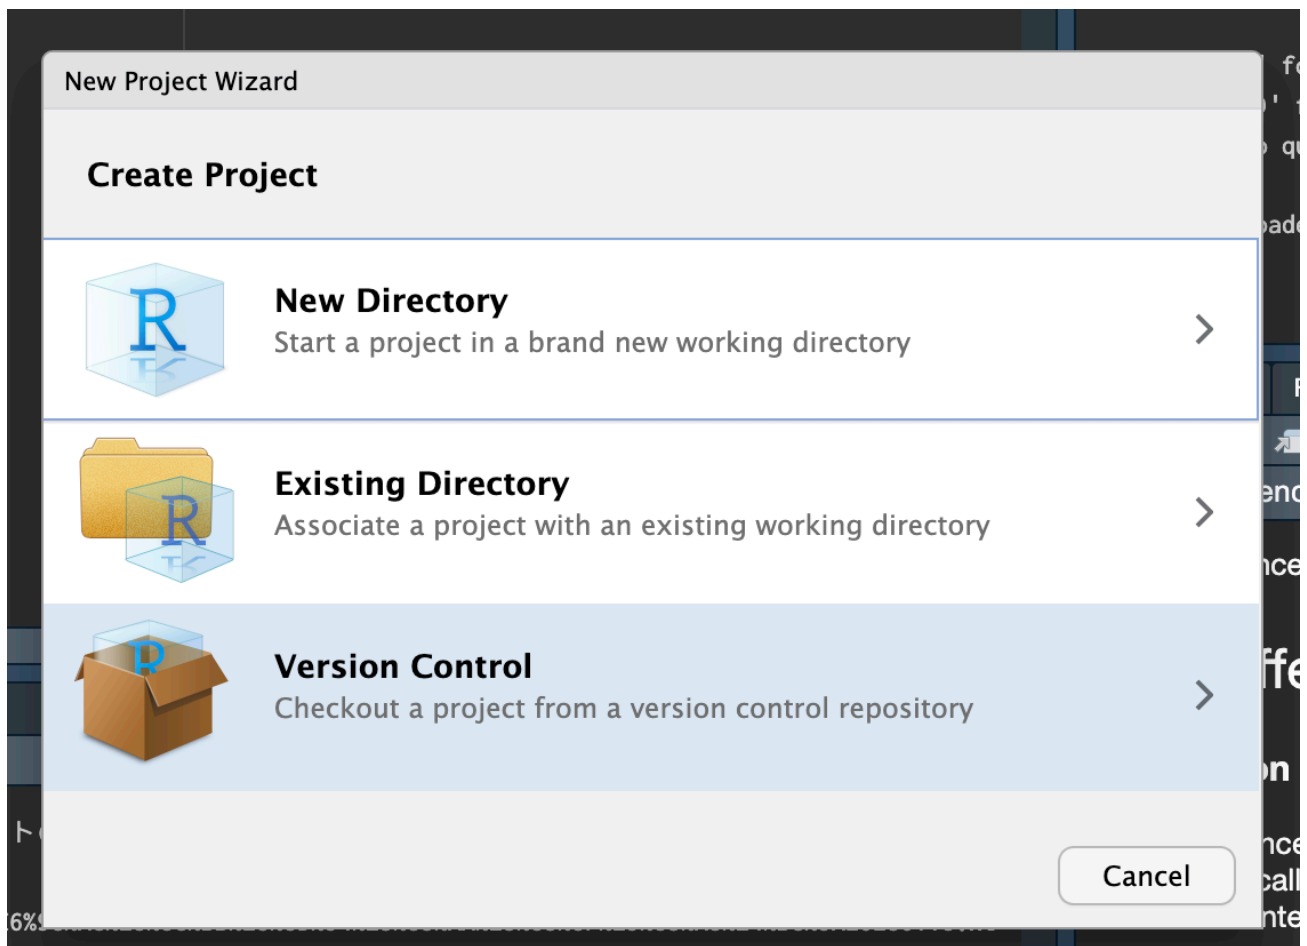 New Project Wizard
Create Project
New Directory
Start a project in a brand new working directory
Existing Directory
Associate a project with an existing working directory
Version Control
Checkout a project from a version control repository
Cancel